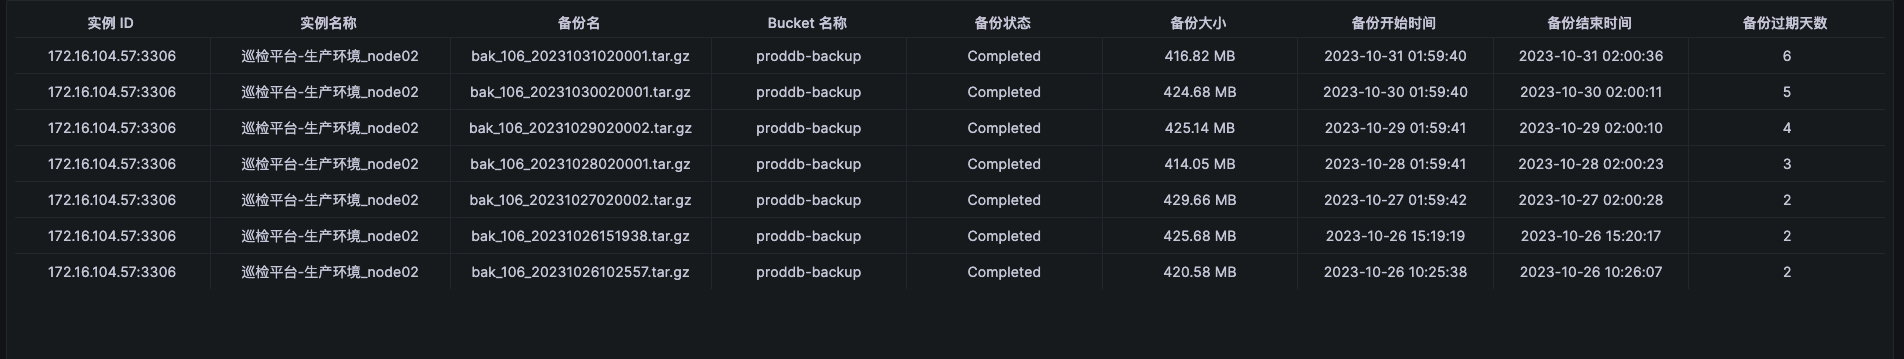 实例 ID 实例名称 备份名 Bucket 名称 备份状态 备份大小 备份开始时间 备份结束时间 备份过期天数
172.16.104.57:3306 巡检平台-生产环境_node02 bak_106_20231031020001.tar.gz proddb-backup Completed 416.82 MB 2023-10-31 01:59:40 2023-10-31 02:00:36 6
172.16.104.57:3306 巡检平台-生产环境_node02 bak_106_20231030020001.tar.gz proddb-backup Completed 424.68 MB 2023-10-30 01:59:40 2023-10-30 02:00:11 5
172.16.104.57:3306 巡检平台-生产环境_node02 bak_106_20231029020002.tar.gz proddb-backup Completed 425.14 MB 2023-10-29 01:59:41 2023-10-29 02:00:10 4
172.16.104.57:3306 巡检平台-生产环境_node02 bak_106_20231028020001.tar.gz proddb-backup Completed 414.05 MB 2023-10-28 01:59:41 2023-10-28 02:00:23 3
172.16.104.57:3306 巡检平台-生产环境_node02 bak_106_20231027020002.tar.gz proddb-backup Completed 429.66 MB 2023-10-27 01:59:42 2023-10-27 02:00:28 2
172.16.104.57:3306 巡检平台-生产环境_node02 bak_106_20231026151938.tar.gz proddb-backup Completed 425.68 MB 2023-10-26 15:19:19 2023-10-26 15:20:17 2
172.16.104.57:3306 巡检平台-生产环境_node02 bak_106_20231026102557.tar.gz proddb-backup Completed 420.58 MB 2023-10-26 10:25:38 2023-10-26 10:26:07 2